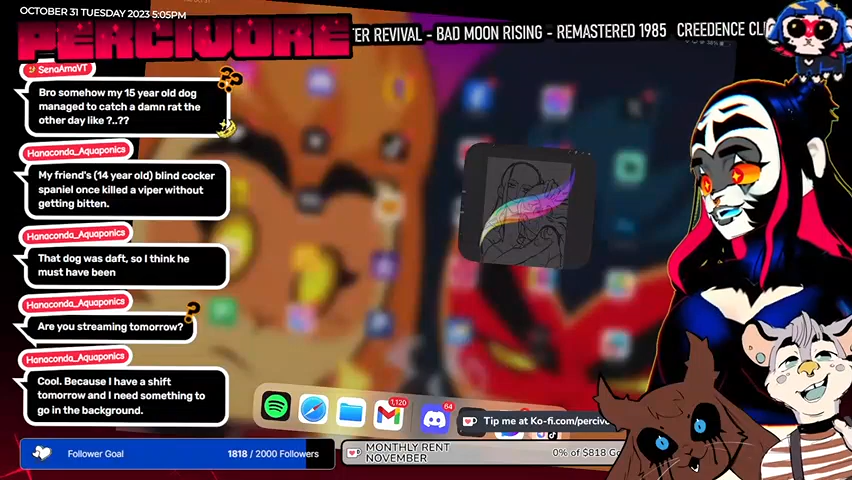 OCTOBER 31 TUESDAY 2023 5:05PM
PERCIVORE
TER REVIVAL - BAD MOON RISING - REMASTERED 1985 CREEDENCE CL
SenaAmaVT
Bro somehow my 15 year old dog
managed to catch a damn rat the
other day like ?..??
Hanaconda_Aquaponics
My friend's (14 year old) blind cocker
spaniel once killed a viper without
getting bitten.
Hanaconda_Aquaponics
That dog was daft, so I think he
must have been
Hanaconda_Aquaponics
Are you streaming tomorrow?
Hanaconda_Aquaponics
Cool. Because I have a shift
tomorrow and I need something to
go in the background.
1,120
64
Tip me at Ko-fi.com/percivo
Follower Goal
1818 / 2000 Followers
MONTHLY RENT
NOVEMBER
0% of $818 Go